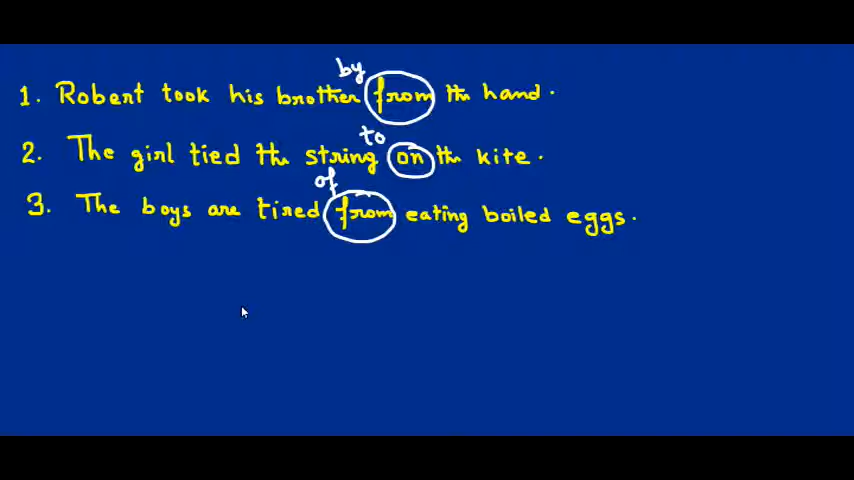 by
1. Robert took his brother from the hand.
to
2. The girl tied the string on the kite.
of
3. The boys are tired from eating boiled eggs.